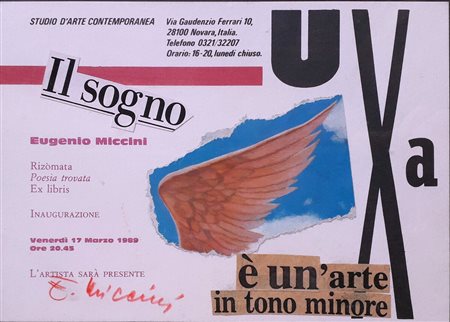 STUDIO D'ARTE CONTEMPORANEA
Via Gaudenzio Ferrari 10,
28100 Novara, Italia.
Telefono 0321/32207
Orario: 16-20, lunedì chiuso.
uXa
Il sogno
Eugenio Miccini
Rizòmata
Poesia trovata
Ex libris
INAUGURAZIONE
Venerdì 17 Marzo 1989
Ore 20.45
L'ARTISTA SARÀ PRESENTE
E. Miccini
è un'arte
in tono minore